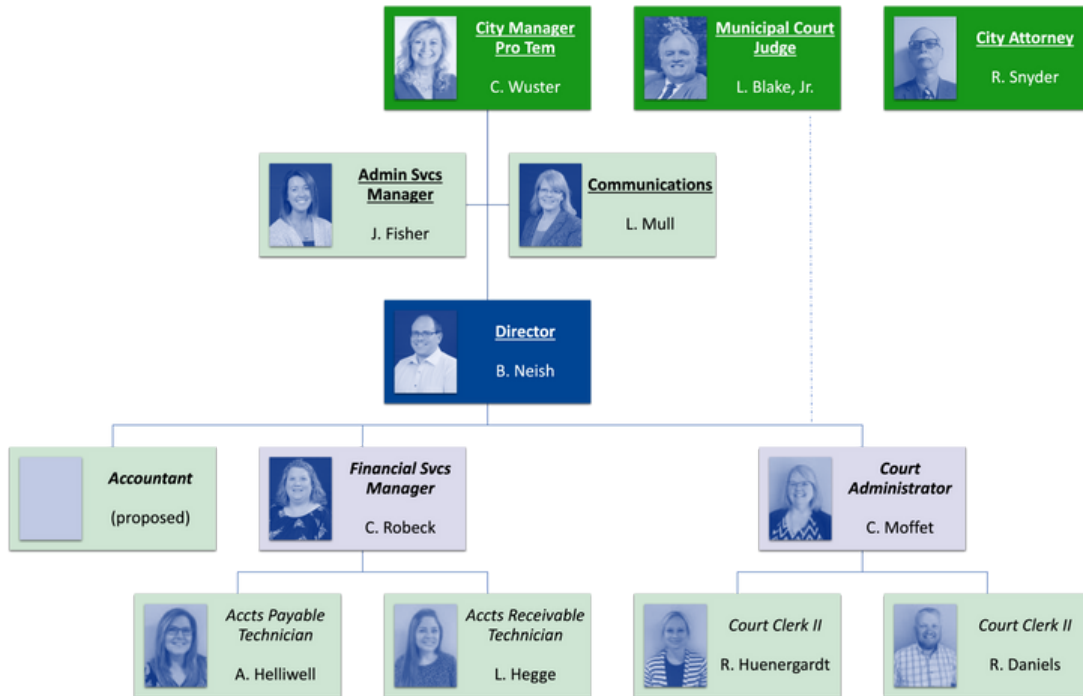 City Manager
Pro Tem
C. Wuster
Municipal Court
Judge
L. Blake, Jr.
City Attorney
R. Snyder
Admin Svcs
Manager
J. Fisher
Communications
L. Mull
Director
B. Neish
Accountant
(proposed)
Financial Svcs
Manager
C. Robeck
Court
Administrator
C. Moffet
Accts Payable
Technician
A. Helliwell
Accts Receivable
Technician
L. Hegge
Court Clerk II
R. Huenergardt
Court Clerk II
R. Daniels